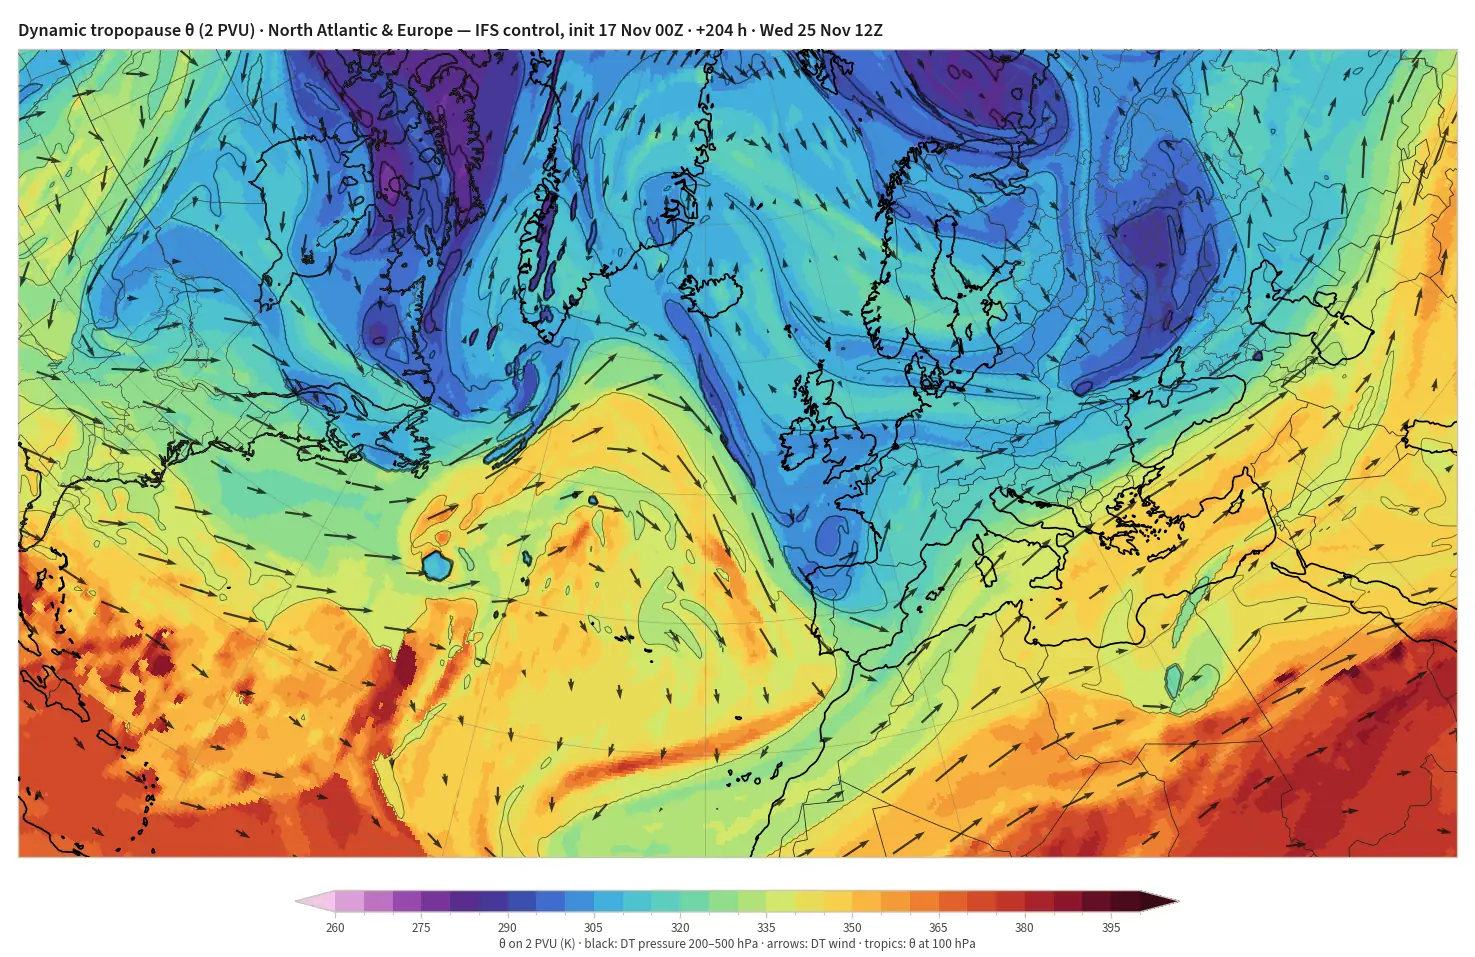 Dynamic tropopause θ (2 PVU) · North Atlantic & Europe — IFS control, init 17 Nov 00Z · +204 h · Wed 25 Nov 12Z
260 275 290 305 320 335 350 365 380 395
θ on 2 PVU (K) · black: DT pressure 200–500 hPa · arrows: DT wind · tropics: θ at 100 hPa